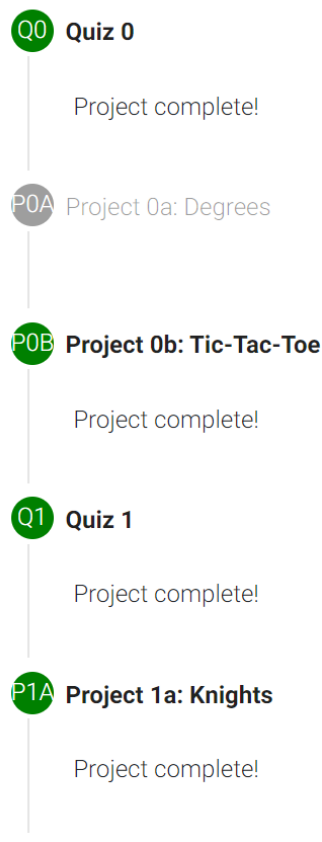 Q0 Quiz 0
Project complete!
P0A Project 0a: Degrees
P0B Project 0b: Tic-Tac-Toe
Project complete!
Q1 Quiz 1
Project complete!
P1A Project 1a: Knights
Project complete!